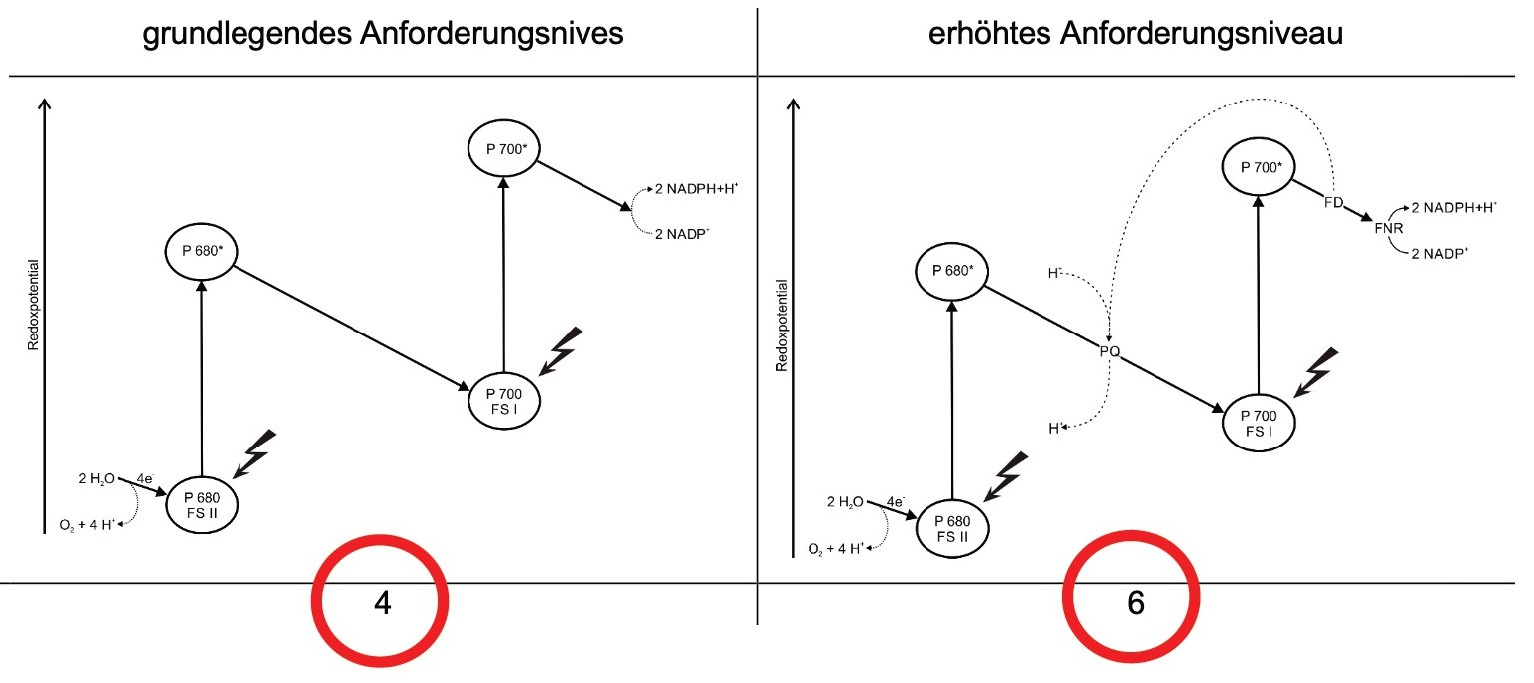 grundlegendes Anforderungsnives
erhöhtes Anforderungsniveau
Redoxpotential
P 700*
2 NADPH+H⁺
2 NADP⁺
P 680*
P 700
FS I
2 H₂O
4e⁻
P 680
FS II
O₂ + 4 H⁺
4
Redoxpotential
P 700*
FD
2 NADPH+H⁺
FNR
2 NADP⁺
P 680*
H⁺
PQ
H⁺
P 700
FS I
2 H₂O
4e⁻
P 680
FS II
O₂ + 4 H⁺
6